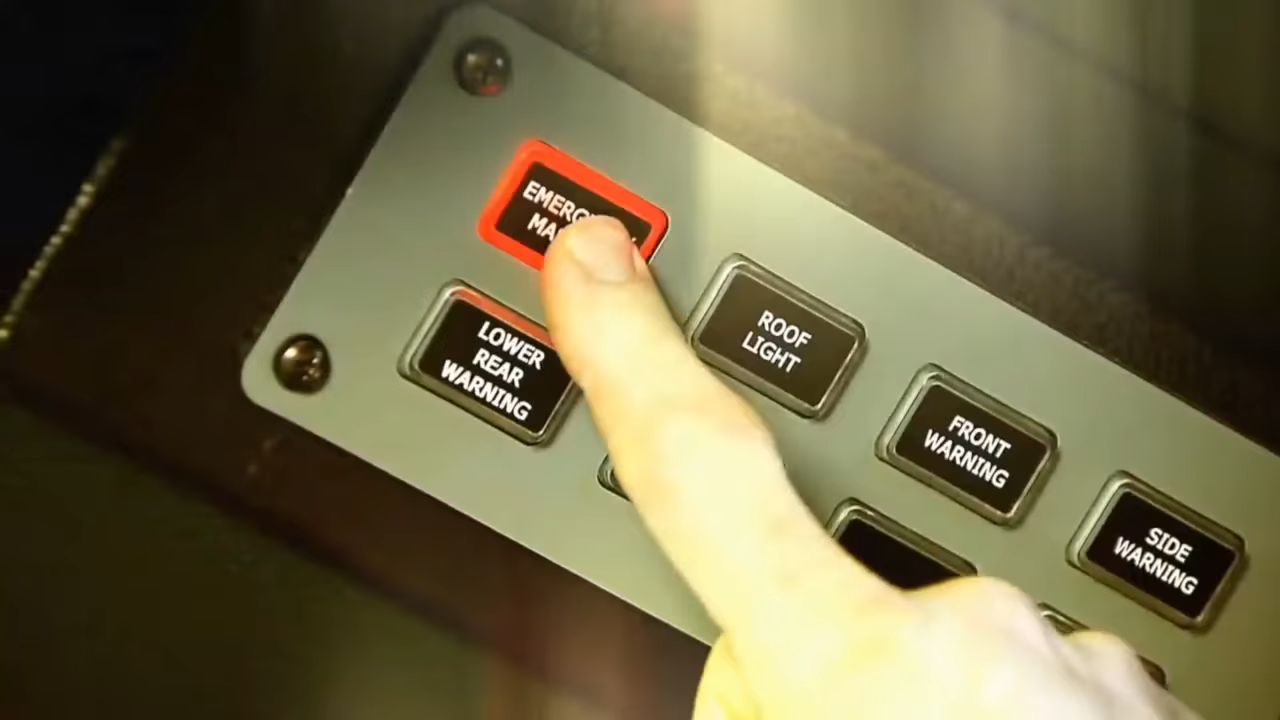 ROOF
LIGHT
LOWER
REAR
WARNING
FRONT
WARNING
SIDE
WARNING